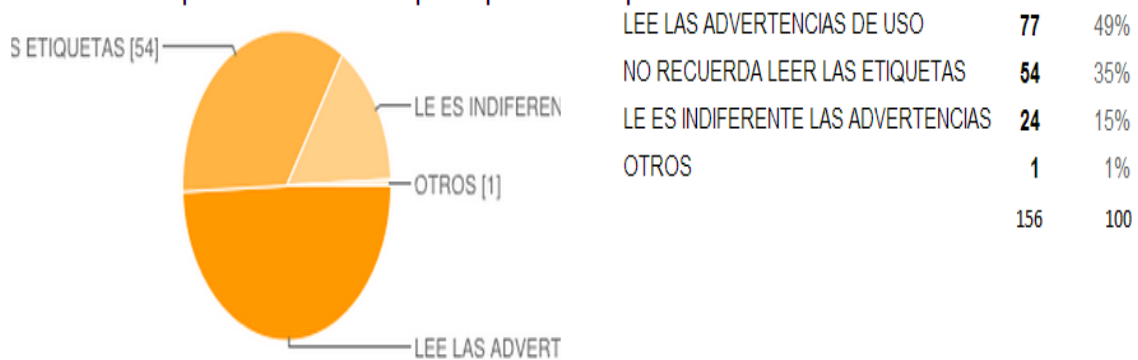 S ETIQUETAS [54]
LE ES INDIFEREN
OTROS [1]
LEE LAS ADVERT
LEE LAS ADVERTENCIAS DE USO 77 49%
NO RECUERDA LEER LAS ETIQUETAS 54 35%
LE ES INDIFERENTE LAS ADVERTENCIAS 24 15%
OTROS 1 1%
156 100